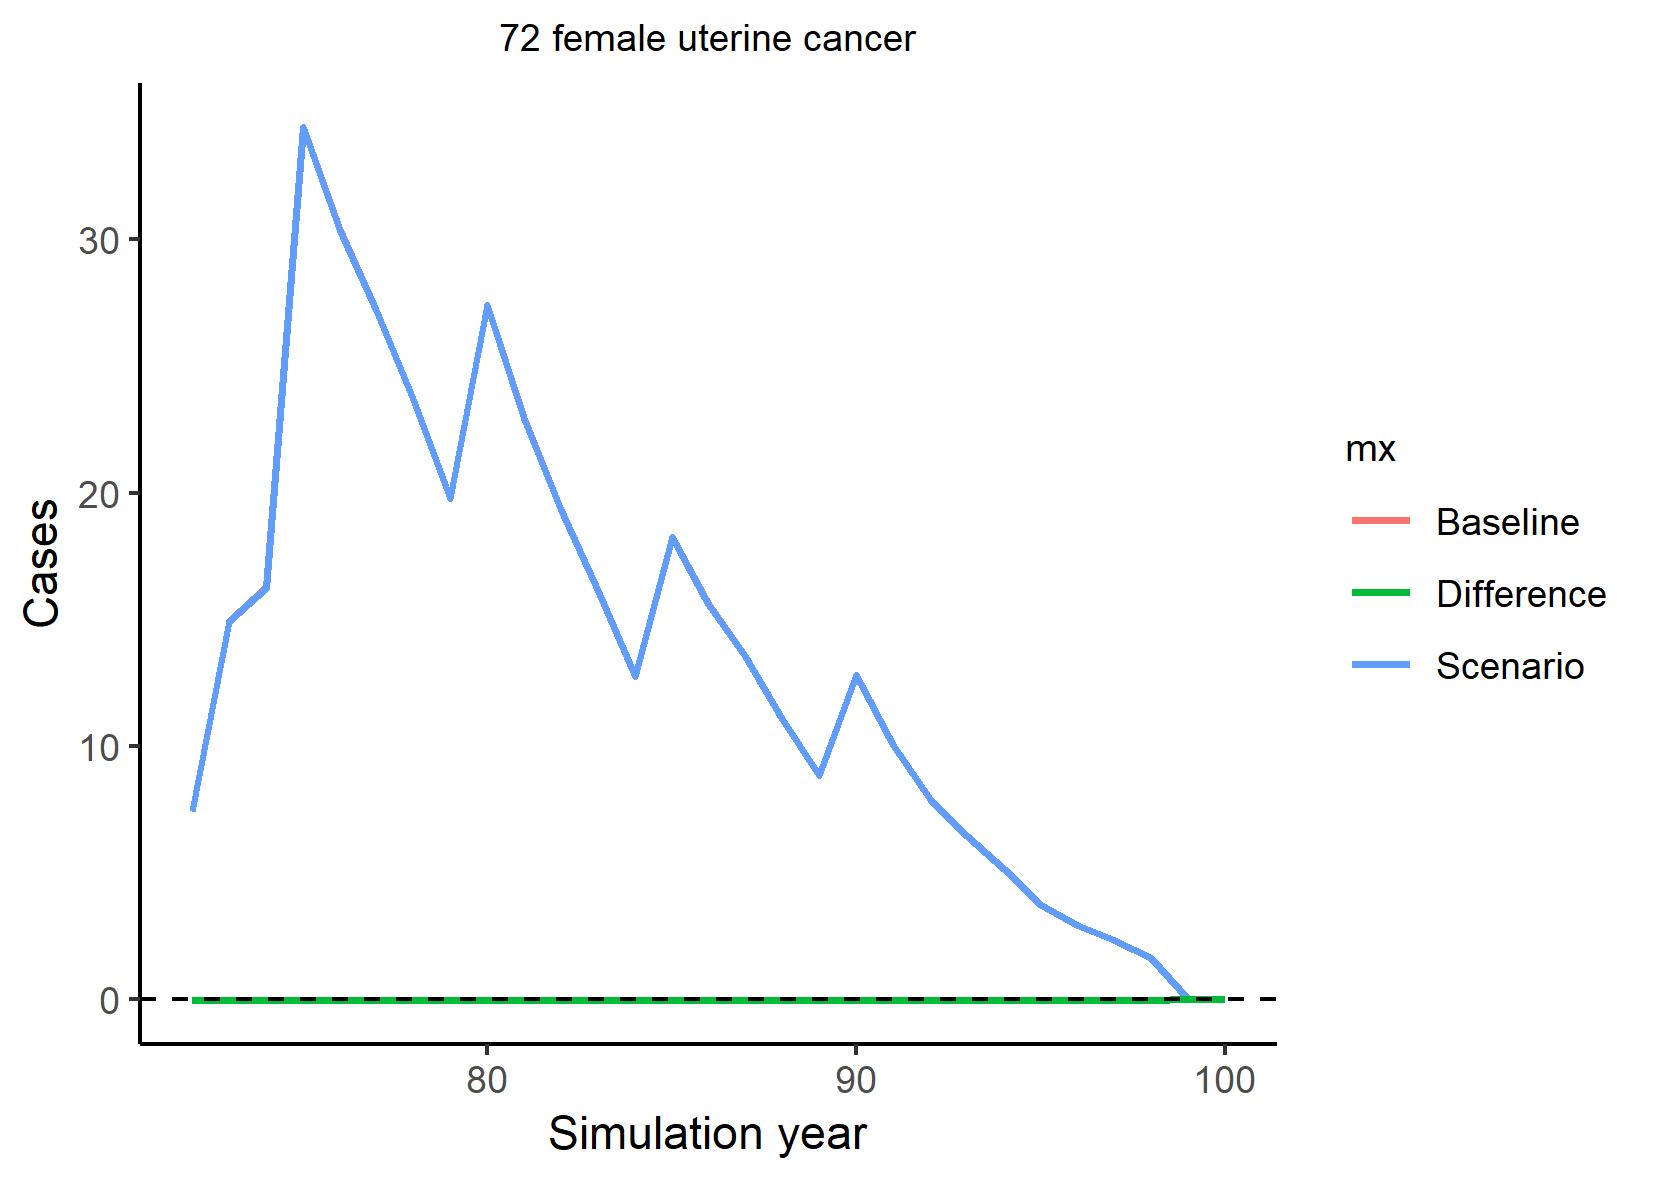 72 female uterine cancer
Cases
30
20
10
0
80
90
100
Simulation year
mx
Baseline
Difference
Scenario